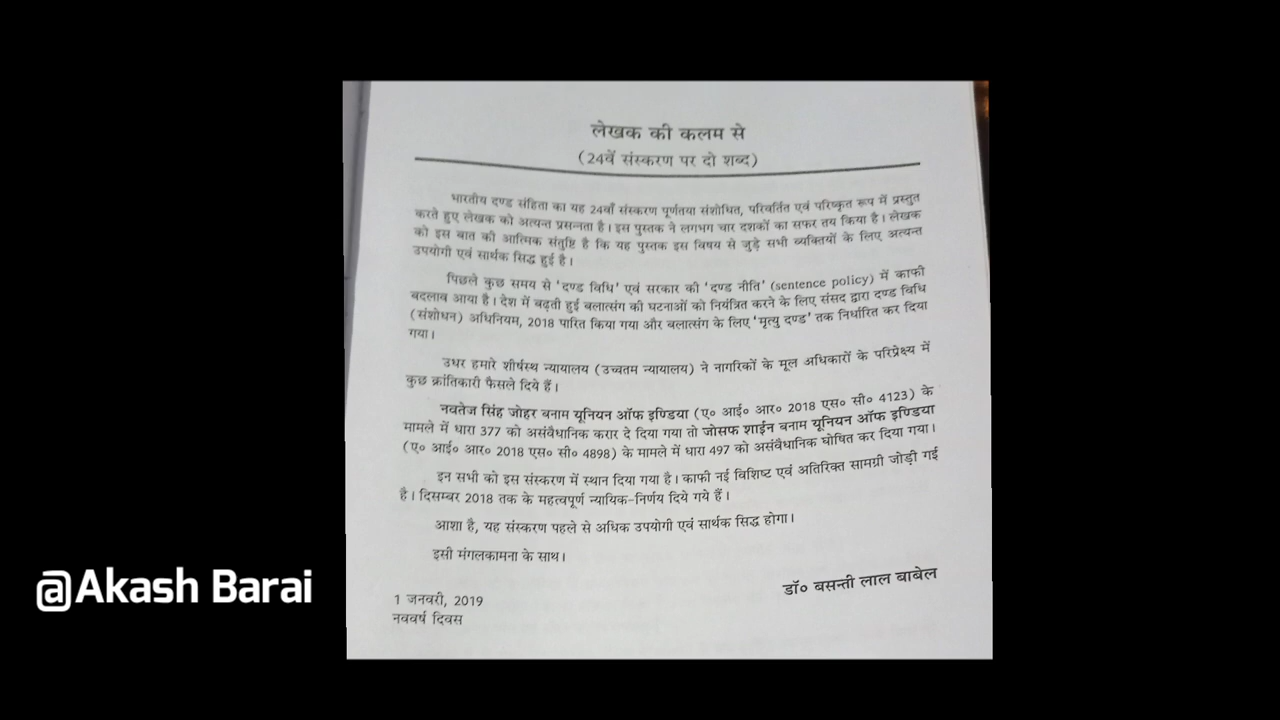 लेखक की कलम से
(24वें संस्करण पर दो शब्द)
भारतीय दण्ड संहिता का यह 24वाँ संस्करण पूर्णतया संशोधित, परिवर्तित एवं परिष्कृत रूप में प्रस्तुत
करते हुए लेखक को अत्यन्त प्रसन्नता है। इस पुस्तक ने लगभग चार दशकों का सफर तय किया है। लेखक
को इस बात की आत्मिक संतुष्टि है कि यह पुस्तक इस विषय से जुड़े सभी व्यक्तियों के लिए अत्यन्त
उपयोगी एवं सार्थक सिद्ध हुई है।
पिछले कुछ समय से 'दण्ड विधि' एवं सरकार की 'दण्ड नीति' (sentence policy) में काफी
बदलाव आया है। देश में बढ़ती हुई बलात्संग की घटनाओं को नियंत्रित करने के लिए संसद द्वारा दण्ड विधि
(संशोधन) अधिनियम, 2018 पारित किया गया और बलात्संग के लिए 'मृत्यु दण्ड' तक निर्धारित कर दिया
गया।
उधर हमारे शीर्षस्थ न्यायालय (उच्चतम न्यायालय) ने नागरिकों के मूल अधिकारों के परिप्रेक्ष्य में
कुछ क्रांतिकारी फैसले दिये हैं।
नवतेज सिंह जोहर बनाम यूनियन ऑफ इण्डिया (ए० आई० आर० 2018 एस० सी० 4123) के
मामले में धारा 377 को असंवैधानिक करार दे दिया गया तो जोसफ शाईन बनाम यूनियन ऑफ इण्डिया
(ए० आई० आर० 2018 एस० सी० 4898) के मामले में धारा 497 को असंवैधानिक घोषित कर दिया गया।
इन सभी को इस संस्करण में स्थान दिया गया है। काफी नई विशिष्ट एवं अतिरिक्त सामग्री जोड़ी गई
है। दिसम्बर 2018 तक के महत्वपूर्ण न्यायिक-निर्णय दिये गये हैं।
आशा है, यह संस्करण पहले से अधिक उपयोगी एवं सार्थक सिद्ध होगा।
इसी मंगलकामना के साथ।
डॉ० बसन्ती लाल बाबेल
1 जनवरी, 2019
नववर्ष दिवस
@Akash Barai